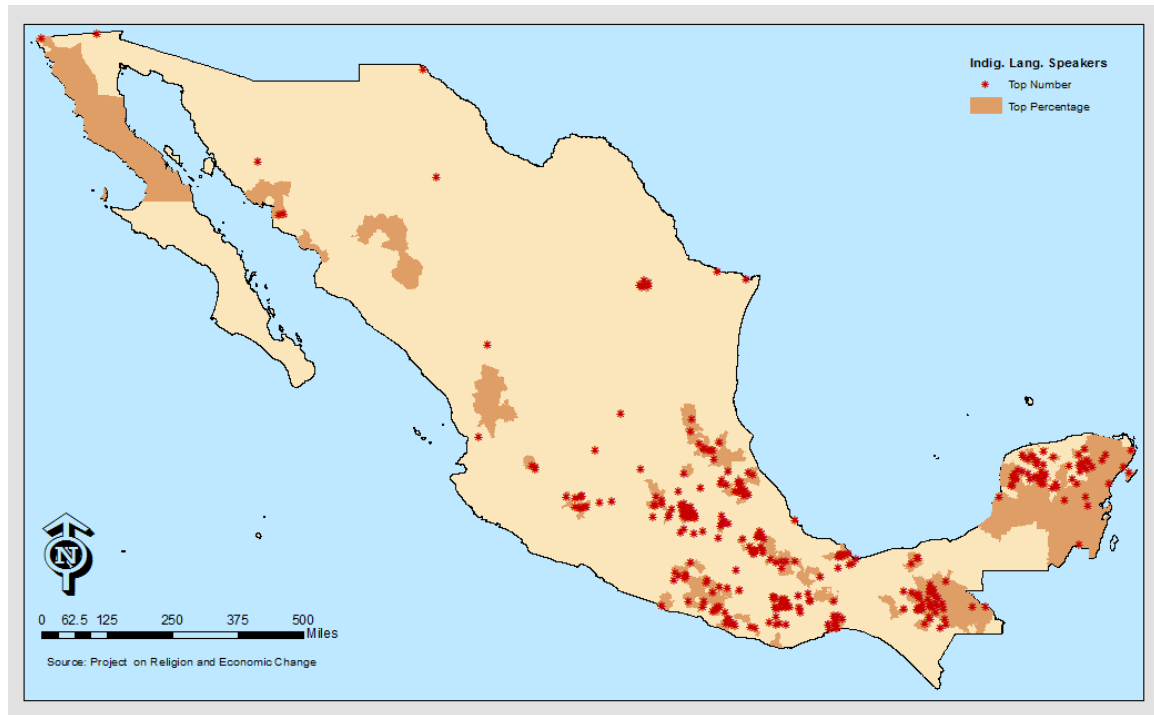 Indig. Lang. Speakers
Top Number
Top Percentage
N
0 62.5 125 250 375 500
Miles
Source: Project on Religion and Economic Change